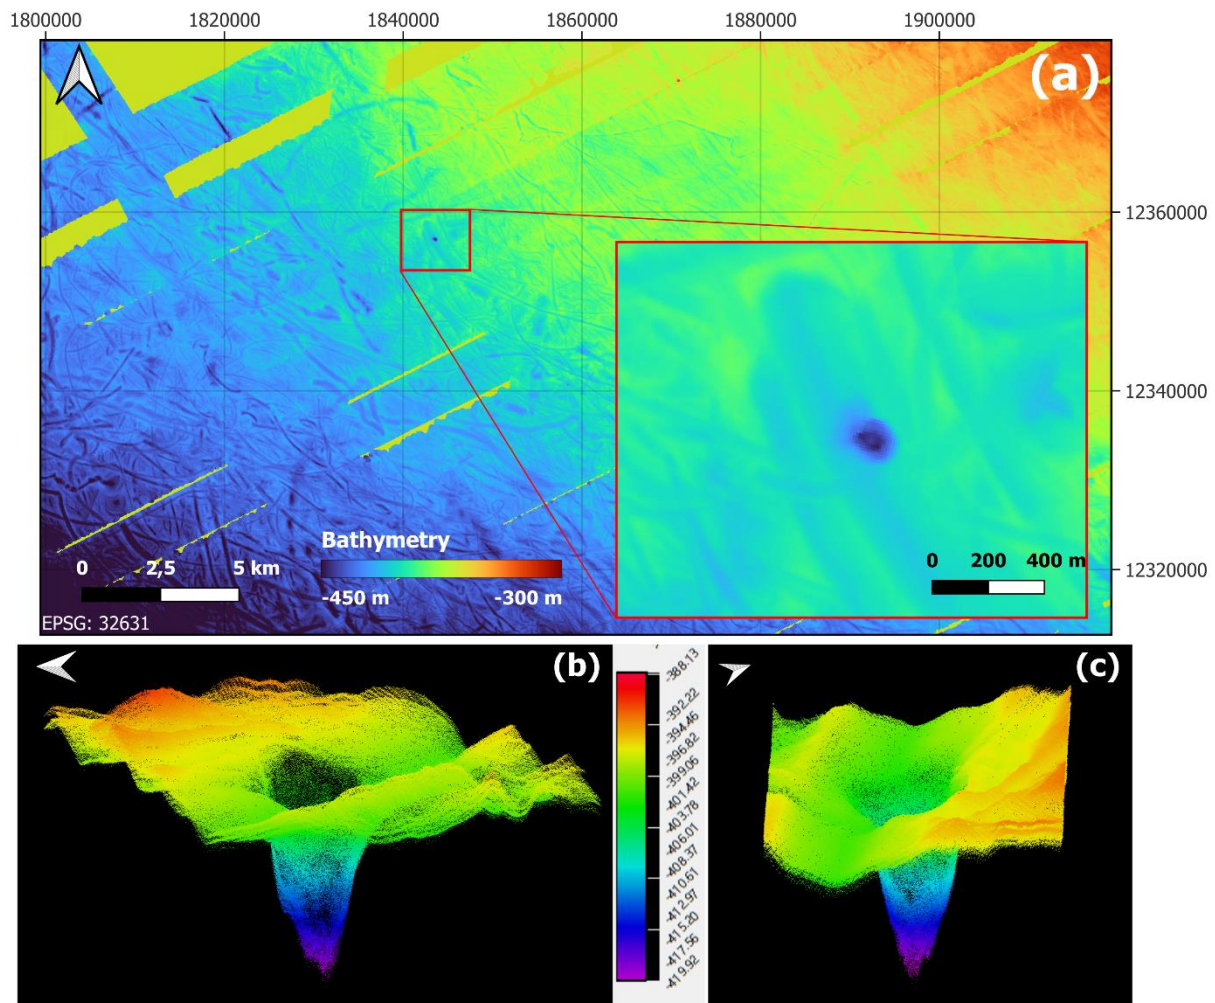 1800000 1820000 1840000 1860000 1880000 1900000
(a)
12360000
12340000
Bathymetry
0 2,5 5 km
-450 m -300 m
0 200 400 m
12320000
EPSG: 32631
(b)
(c)
-388.13
-392.22
-394.46
-396.82
-399.06
-401.42
-403.78
-406.01
-408.37
-410.61
-412.97
-415.20
-417.56
-419.92